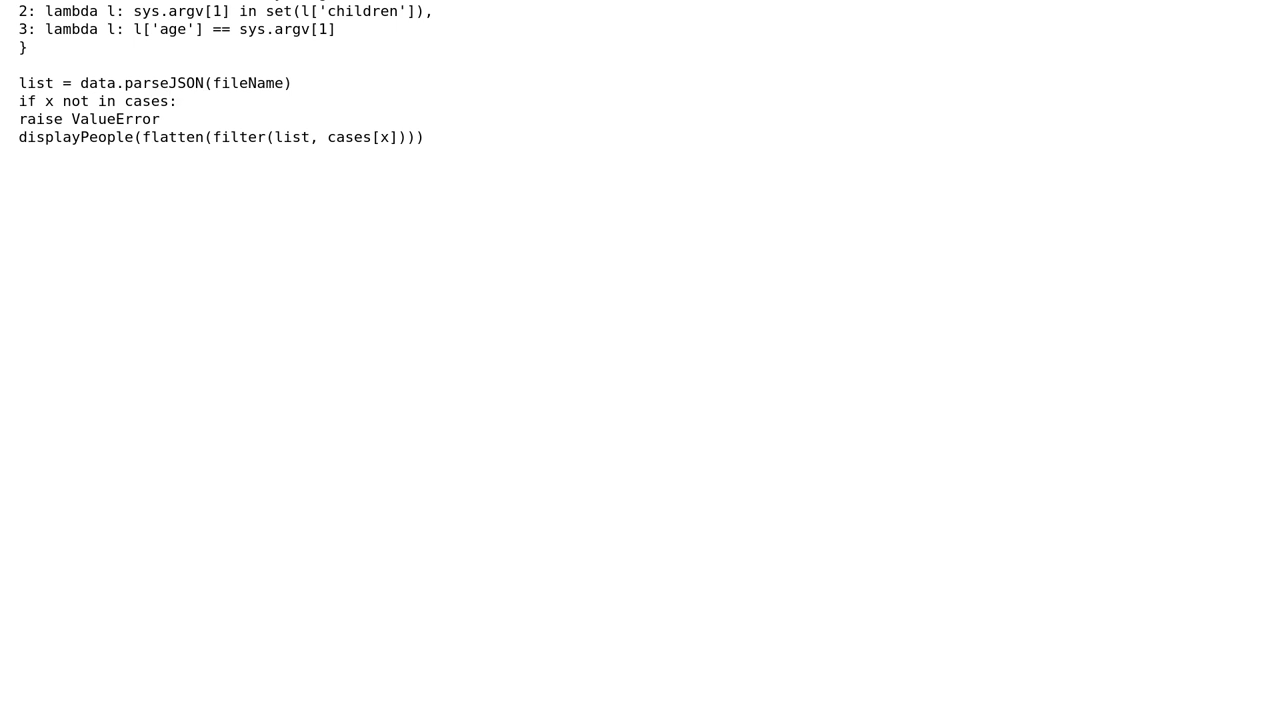 2: lambda l: sys.argv[1] in set(l['children']),
3: lambda l: l['age'] == sys.argv[1]
}
list = data.parseJSON(fileName)
if x not in cases:
raise ValueError
displayPeople(flatten(filter(list, cases[x])))